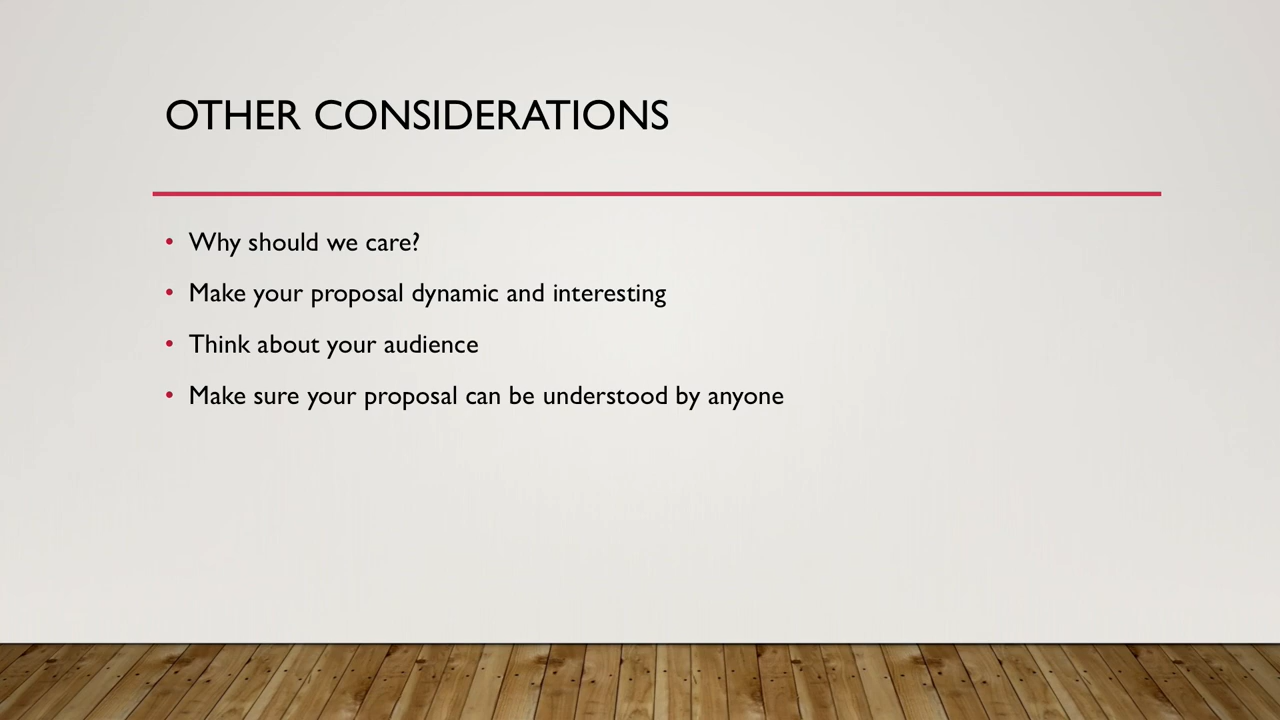 OTHER CONSIDERATIONS
• Why should we care?
• Make your proposal dynamic and interesting
• Think about your audience
• Make sure your proposal can be understood by anyone